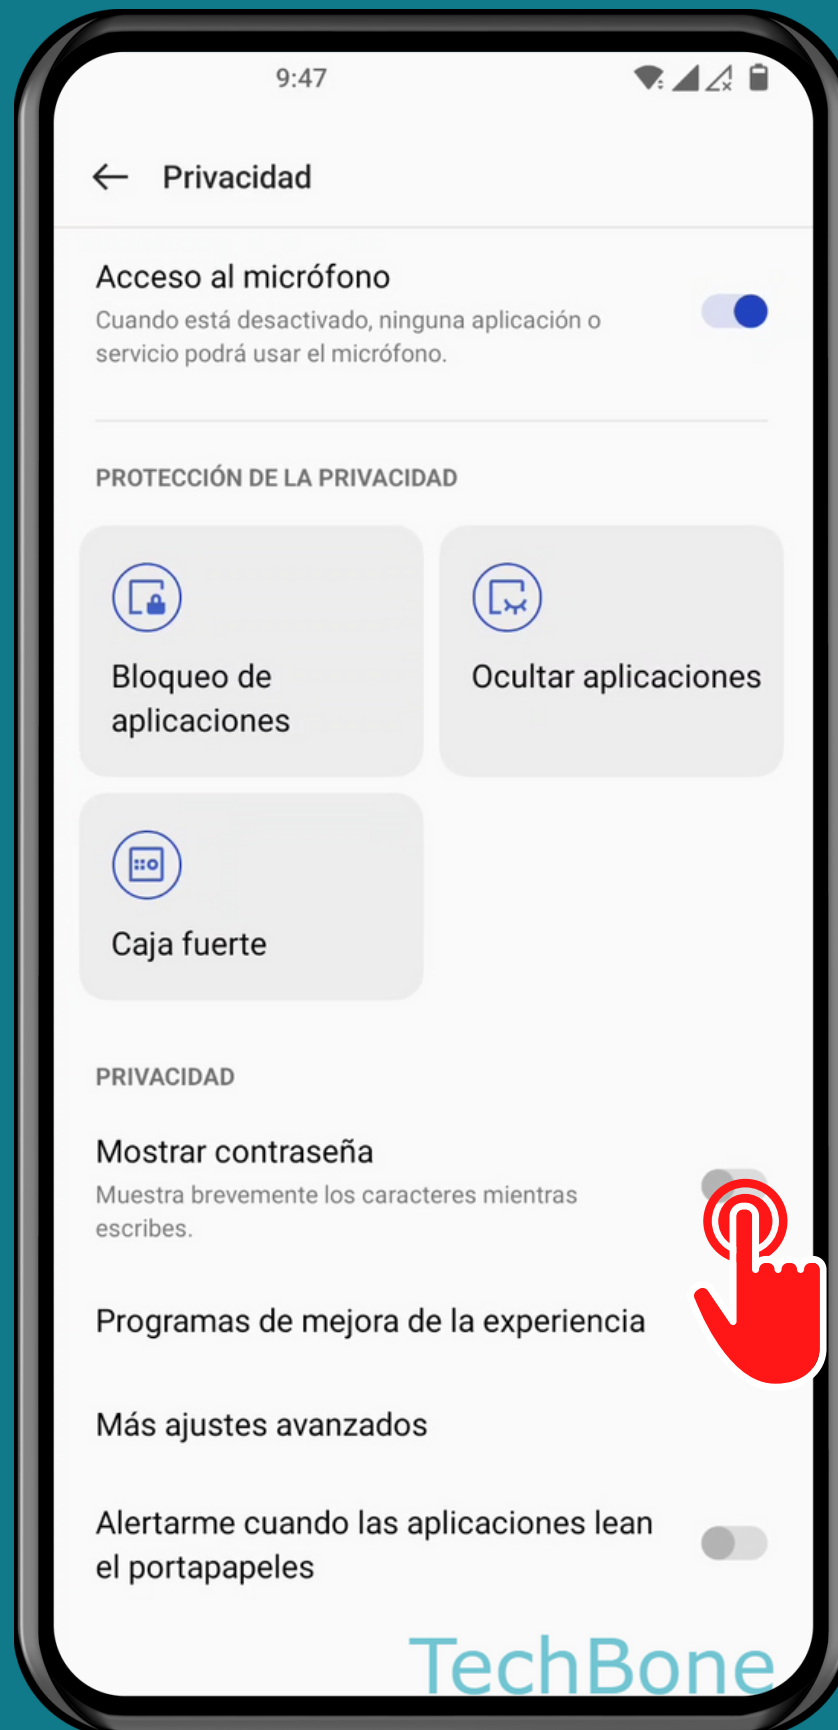 9:47
Privacidad
Acceso al micrófono
Cuando está desactivado, ninguna aplicación o
servicio podrá usar el micrófono.
PROTECCIÓN DE LA PRIVACIDAD
Bloqueo de
aplicaciones
Ocultar aplicaciones
Caja fuerte
PRIVACIDAD
Mostrar contraseña
Muestra brevemente los caracteres mientras
escribes.
Programas de mejora de la experiencia
Más ajustes avanzados
Alertarme cuando las aplicaciones lean
el portapapeles
TechBone